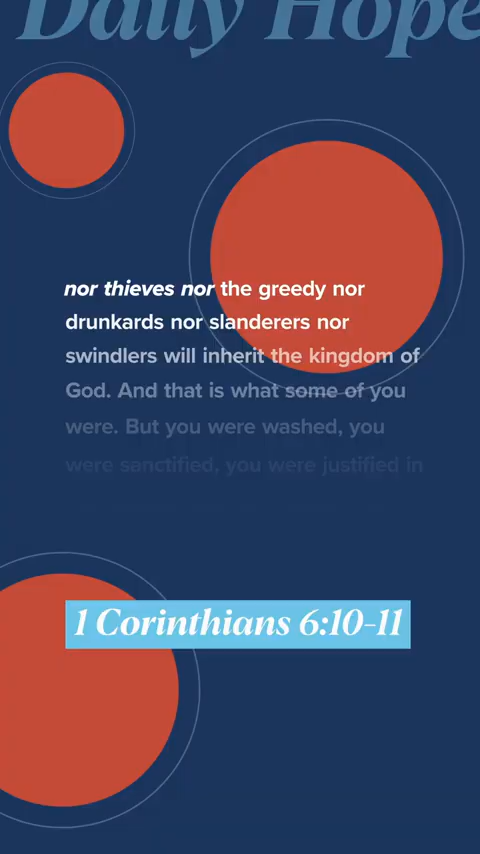 Daily Hope
nor thieves nor the greedy nor
drunkards nor slanderers nor
swindlers will inherit the kingdom of
God. And that is what some of you
were. But you were washed, you
were sanctified, you were justified in
1 Corinthians 6:10-11